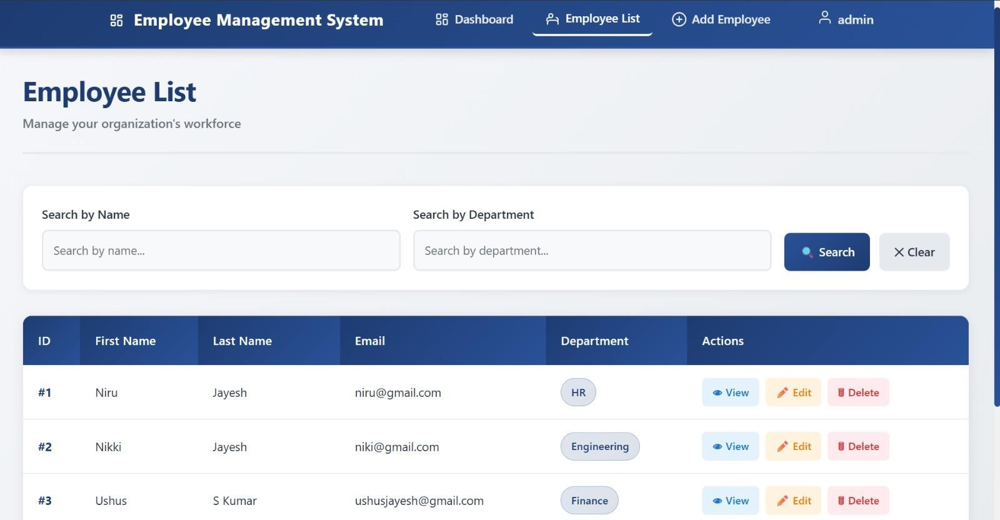 Employee Management System Dashboard Employee List Add Employee admin
Employee List
Manage your organization's workforce
Search by Name Search by Department
Search by name... Search by department... Search Clear
ID First Name Last Name Email Department Actions
#1 Niru Jayesh niru@gmail.com HR View Edit Delete
#2 Nikki Jayesh niki@gmail.com Engineering View Edit Delete
#3 Ushus S Kumar ushusjayesh@gmail.com Finance View Edit Delete